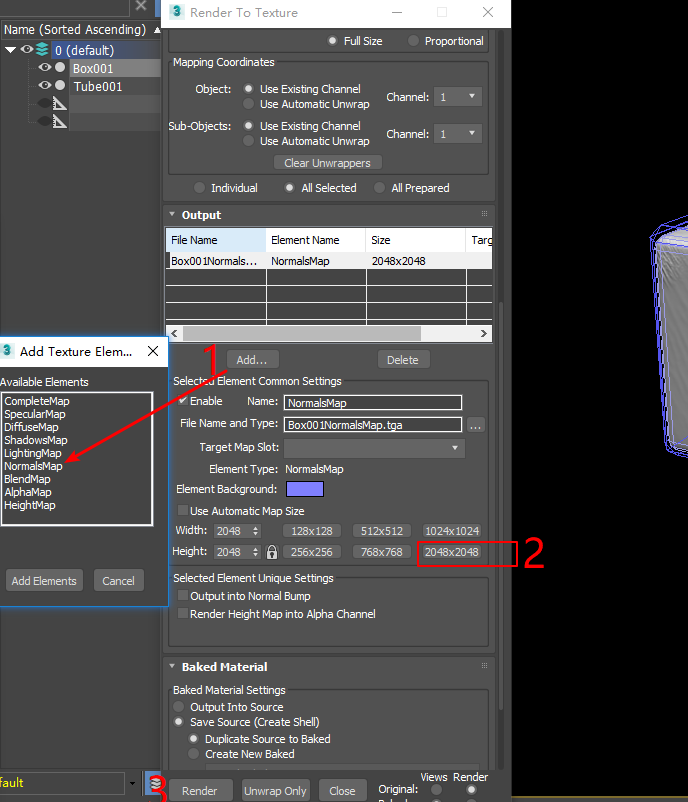 Name (Sorted Ascending)
0 (default)
Box001
Tube001
3 Render To Texture
Full Size Proportional
Mapping Coordinates
Object: Use Existing Channel
Use Automatic Unwrap
Channel: 1
Sub-Objects: Use Existing Channel
Use Automatic Unwrap
Channel: 1
Clear Unwrappers
Individual All Selected All Prepared
Output
File Name Element Name Size Targ
Box001Normals... NormalsMap 2048x2048
1
Add... Delete
Selected Element Common Settings
Enable Name: NormalsMap
File Name and Type: Box001NormalMap.tga ...
Target Map Slot:
Element Type: NormalsMap
Element Background:
Use Automatic Map Size
Width: 2048 128x128 512x512 1024x1024
Height: 2048 256x256 768x768 2048x2048
2
Selected Element Unique Settings
Output into Normal Bump
Render Height Map into Alpha Channel
Baked Material
Baked Material Settings
Output Into Source
Save Source (Create Shell)
Duplicate Source to Baked
Create New Baked
3
Render Unwrap Only Close
Views Render
Original:
3 Add Texture Elem...
Available Elements
CompleteMap
SpecularMap
DiffuseMap
ShadowsMap
LightingMap
NormalsMap
BlendMap
AlphaMap
HeightMap
Add Elements Cancel
fault